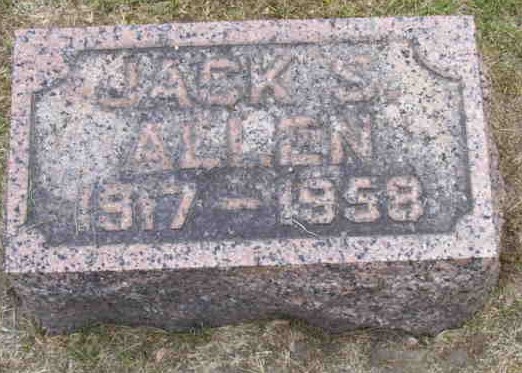 JACK S.
ALLEN
1917 – 1958